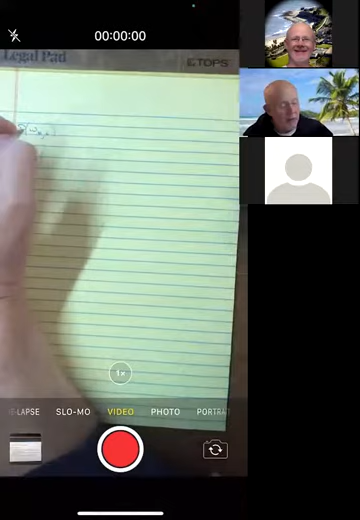 00:00:00
Legal Pad
TOPS
1x
E-LAPSE SLO-MO VIDEO PHOTO PORTRAI